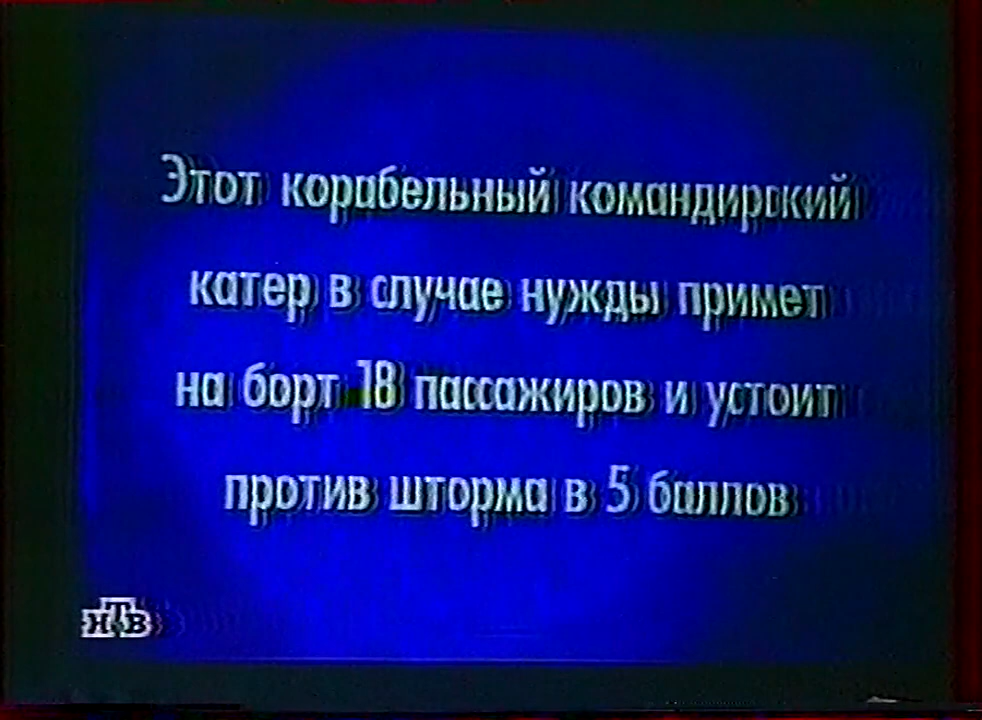 Этот корабельный командирский
катер в случае нужды примет
на борт 18 пассажиров и устоит
против шторма в 5 баллов
НТВ